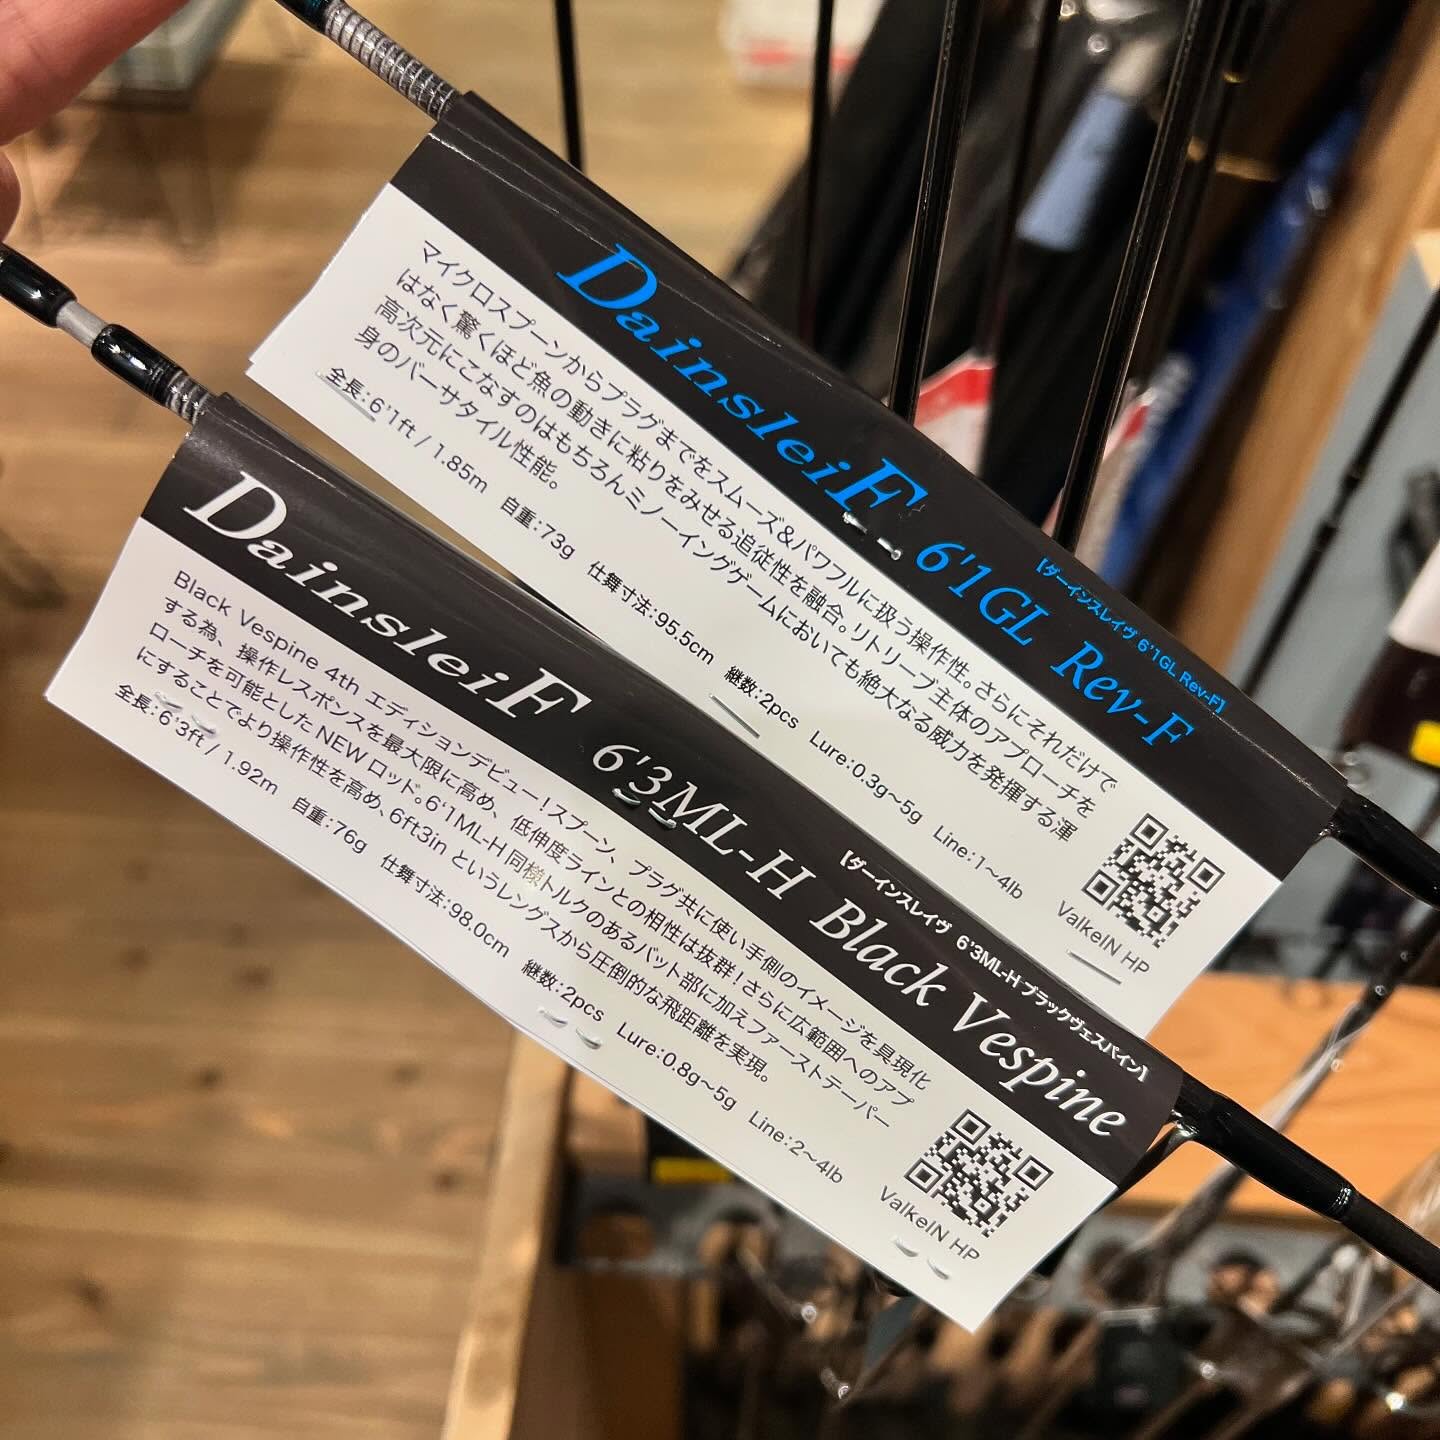 DainsleiF 6'1GL Rev-F
【ダーインスレイヴ 6'1GL Rev-F】
マイクロスプーンからプラグまでをスムーズ&パワフルに扱う操作性。さらにそれだけで
はなく驚くほど魚の動きに粘りをみせる追従性を融合。リトリーブ主体のアプローチを
高次元にこなすのはもちろんミノーイングゲームにおいても絶大なる威力を発揮する渾
身のバーサタイル性能。
全長:6'1ft / 1.85m 自重:73g 仕舞寸法:95.5cm 継数:2pcs Lure:0.3g～5g Line:1～4lb
ValkeIN HP
DainsleiF 6'3ML-H Black Vespine
【ダーインスレイヴ 6'3ML-H ブラックヴェスパイン】
Black Vespine 4th エディションデビュー!スプーン、プラグ共に使い手側のイメージを具現化
する為、操作レスポンスを最大限に高め、低伸度ラインとの相性は抜群!さらに広範囲へのアプ
ローチを可能としたNEWロッド。6'1ML-H同様トルクのあるバット部に加えファーストテーパー
にすることでより操作性を高め、6ft3inというレングスから圧倒的な飛距離を実現。
全長:6'3ft / 1.92m 自重:76g 仕舞寸法:98.0cm 継数:2pcs Lure:0.8g～5g Line:2～4lb
ValkeIN HP